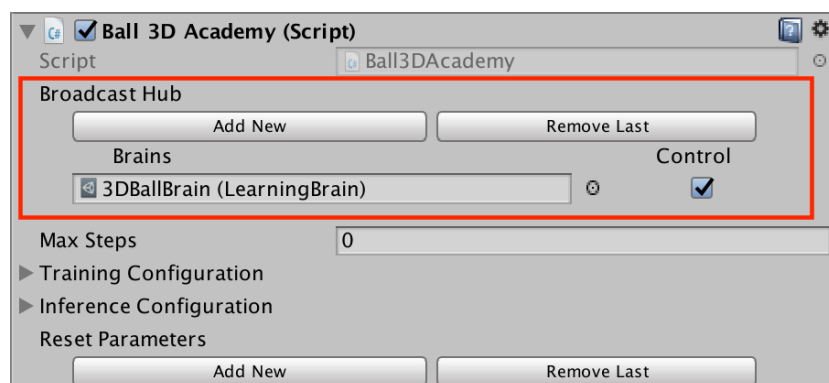 Ball 3D Academy (Script)
Script Ball3DAcademy
Broadcast Hub
Add New Remove Last
Brains Control
3DBallBrain (LearningBrain)
Max Steps 0
Training Configuration
Inference Configuration
Reset Parameters
Add New Remove Last